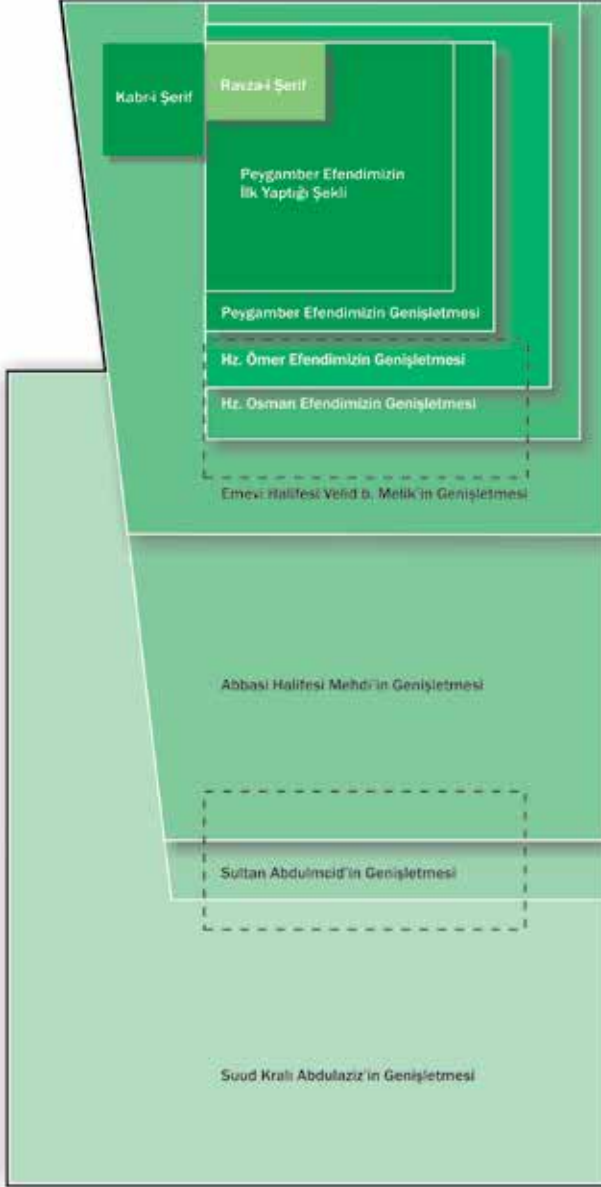 Kabr-i Şerif
Ravza-i Şerif
Peygamber Efendimizin
İlk Yaptığı Şekli
Peygamber Efendimizin Genişletmesi
Hz. Ömer Efendimizin Genişletmesi
Hz. Osman Efendimizin Genişletmesi
Emevi Halifesi Velid b. Melik'in Genişletmesi
Abbasi Halifesi Mehdi'in Genişletmesi
Sultan Abdulmcid'in Genişletmesi
Suud Kralı Abdulaziz'in Genişletmesi